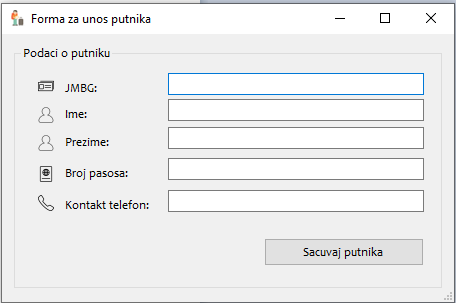 Forma za unos putnika
Podaci o putniku
JMBG:
Ime:
Prezime:
Broj pasosa:
Kontakt telefon:
Sacuvaj putnika